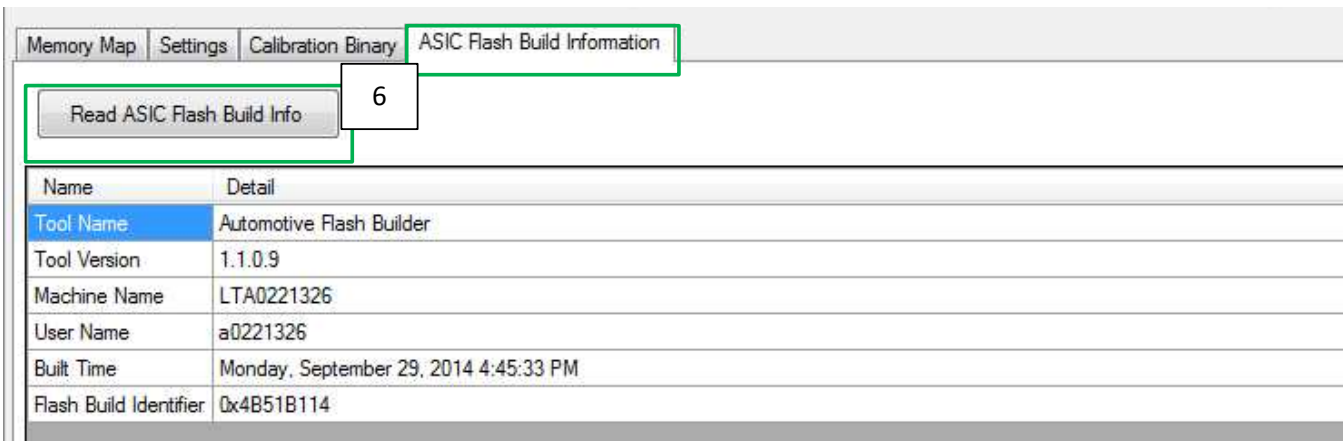 Memory Map Settings Calibration Binary ASIC Flash Build Information
Read ASIC Flash Build Info 6
Name Detail
Tool Name Automotive Flash Builder
Tool Version 1.1.0.9
Machine Name LTA0221326
User Name a0221326
Built Time Monday, September 29, 2014 4:45:33 PM
Flash Build Identifier 0x4B51B114